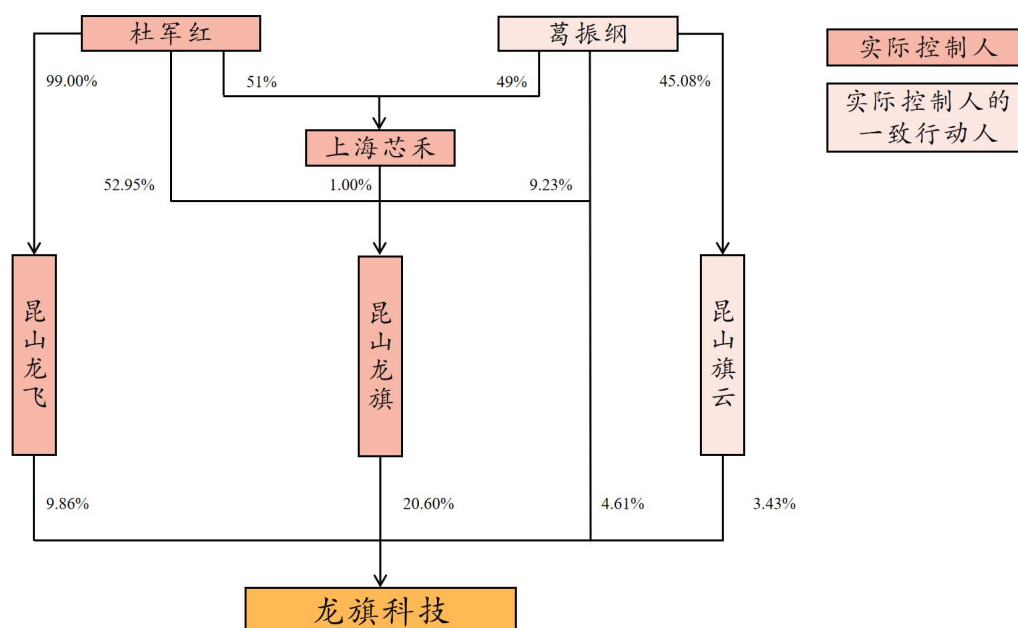 杜军红
葛振纲
实际控制人
99.00%
51%
49%
45.08%
实际控制人的
一致行动人
上海芯禾
52.95%
1.00%
9.23%
昆山龙飞
昆山龙旗
昆山旗云
9.86%
20.60%
4.61%
3.43%
龙旗科技